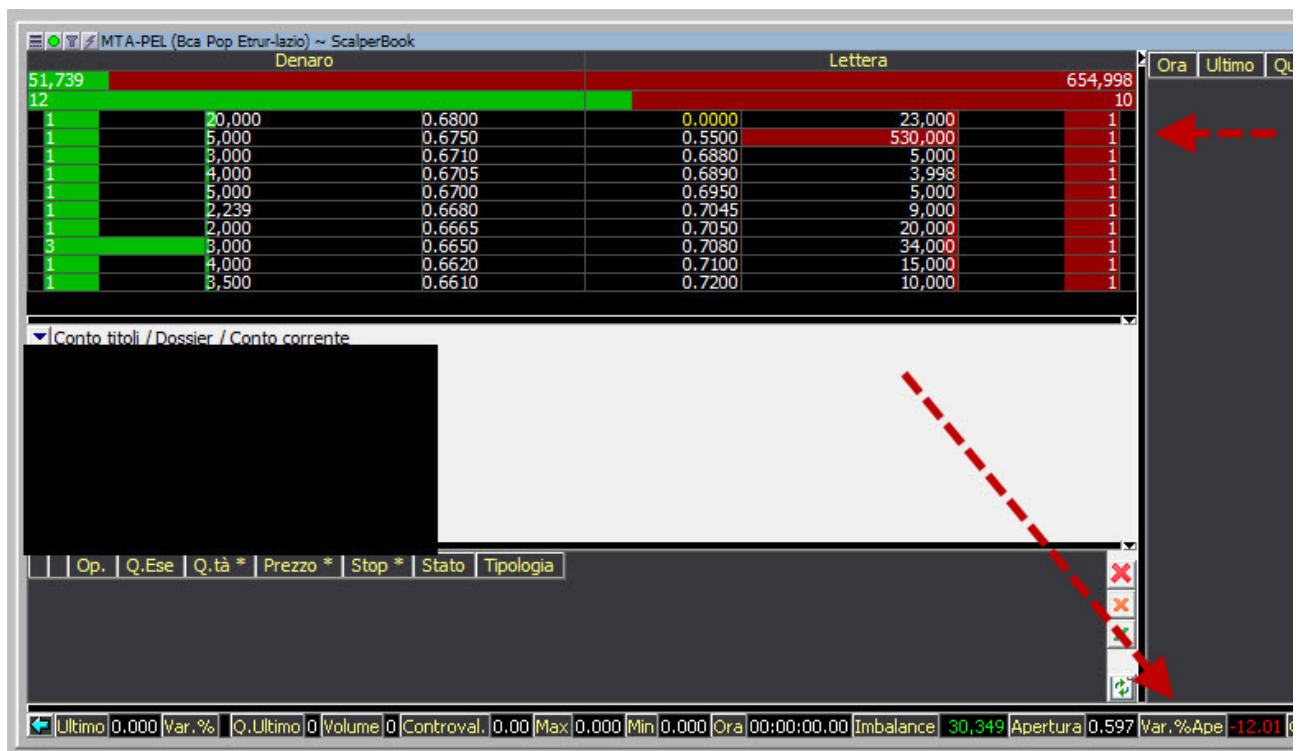 MTA-PEL (Bca Pop Etrur-lazio) ~ ScalperBook
Denaro Lettera Ora Ultimo Qu
51,739 654,998
12 10
1 20,000 0.6800 0.0000 23,000 1
1 5,000 0.6750 0.5500 530,000 1
1 3,000 0.6710 0.6880 5,000 1
1 4,000 0.6705 0.6890 3,998 1
1 5,000 0.6700 0.6950 5,000 1
1 2,239 0.6680 0.7045 9,000 1
1 2,000 0.6665 0.7050 20,000 1
3 3,000 0.6650 0.7080 34,000 1
1 4,000 0.6620 0.7100 15,000 1
1 3,500 0.6610 0.7200 10,000 1
Conto titoli / Dossier / Conto corrente
Op. Q.Ese Q.tà * Prezzo * Stop * Stato Tipologia
Ultimo 0.000 Var.% Q.Ultimo 0 Volume 0 Controval. 0.00 Max 0.000 Min 0.000 Ora 00:00:00.00 Imbalance 30,349 Apertura 0.597 Var.%Ape -12.01